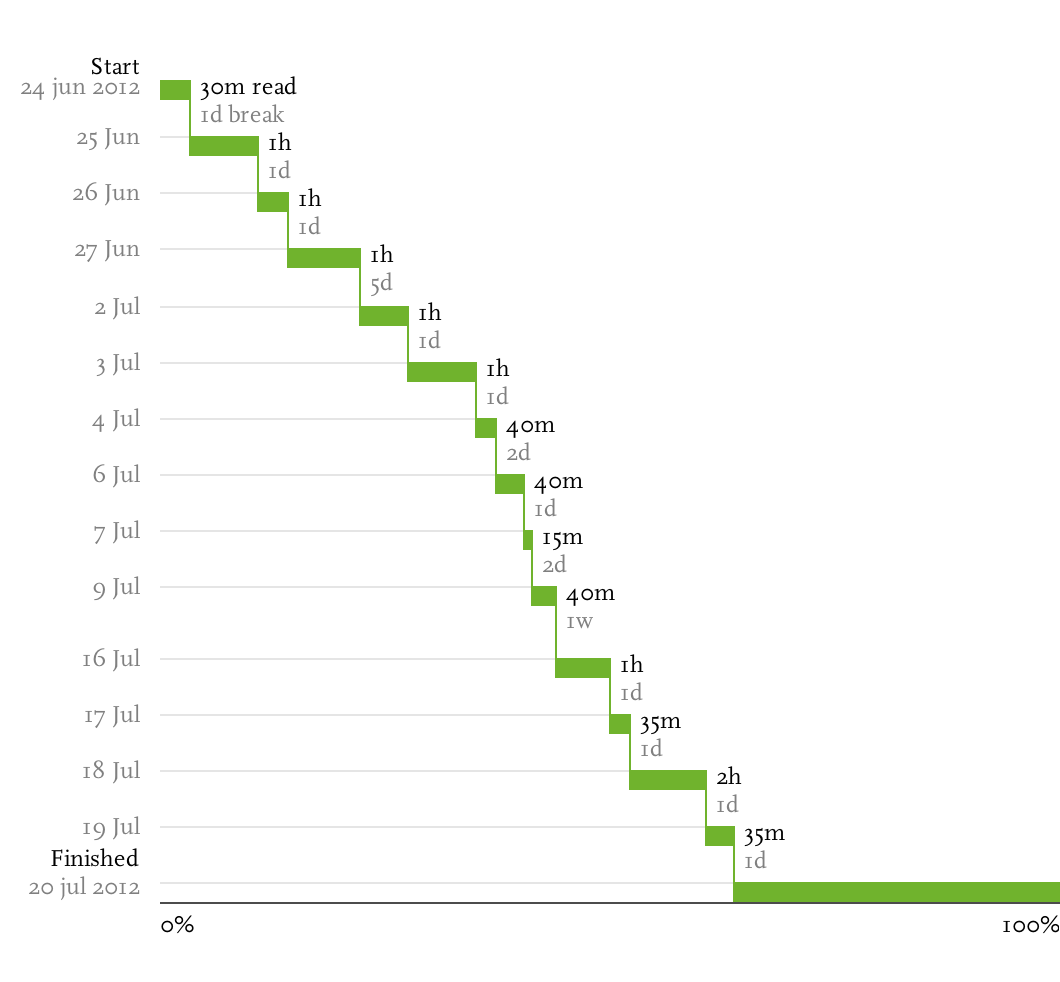 Start
24 jun 2012
30m read
1d break
25 Jun
1h
1d
26 Jun
1h
1d
27 Jun
1h
5d
2 Jul
1h
1d
3 Jul
1h
1d
4 Jul
40m
2d
6 Jul
40m
1d
7 Jul
15m
2d
9 Jul
40m
1w
16 Jul
1h
1d
17 Jul
35m
1d
18 Jul
2h
1d
19 Jul
35m
1d
Finished
20 jul 2012
0%
100%